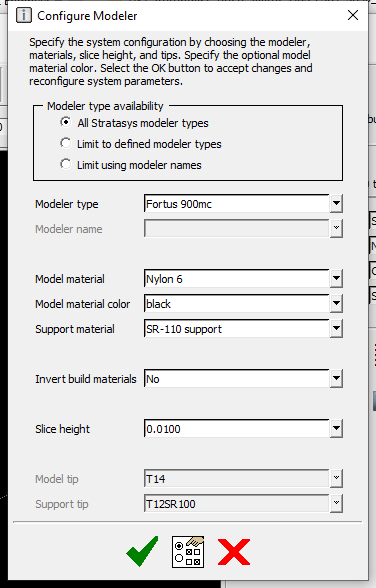 Configure Modeler
Specify the system configuration by choosing the modeler,
materials, slice height, and tips. Specify the optional model
material color. Select the OK button to accept changes and
reconfigure system parameters.
Modeler type availability
All Stratasys modeler types
Limit to defined modeler types
Limit using modeler names
Modeler type Fortus 900mc
Modeler name
Model material Nylon 6
Model material color black
Support material SR-110 support
Invert build materials No
Slice height 0.0100
Model tip T14
Support tip T12SR100